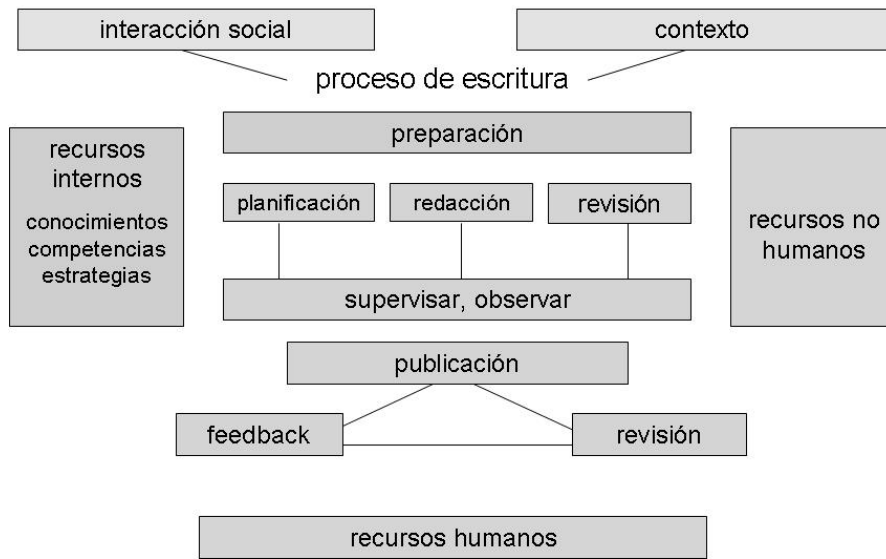 interacción social
contexto
proceso de escritura
preparación
recursos
internos
conocimientos
competencias
estrategias
planificación
redacción
revisión
recursos no
humanos
supervisar, observar
publicación
feedback
revisión
recursos humanos